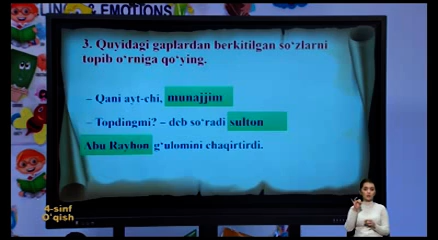 & EMOTIONS
3. Quyidagi gaplardan berkitilgan so‘zlarni
topib o‘rniga qo‘ying.
– Qani ayt-chi, munajjim
– Topdingmi? – deb so‘radi sulton
Abu Rayhon g‘ulomini chaqirtirdi.
4-sinf
O‘qish